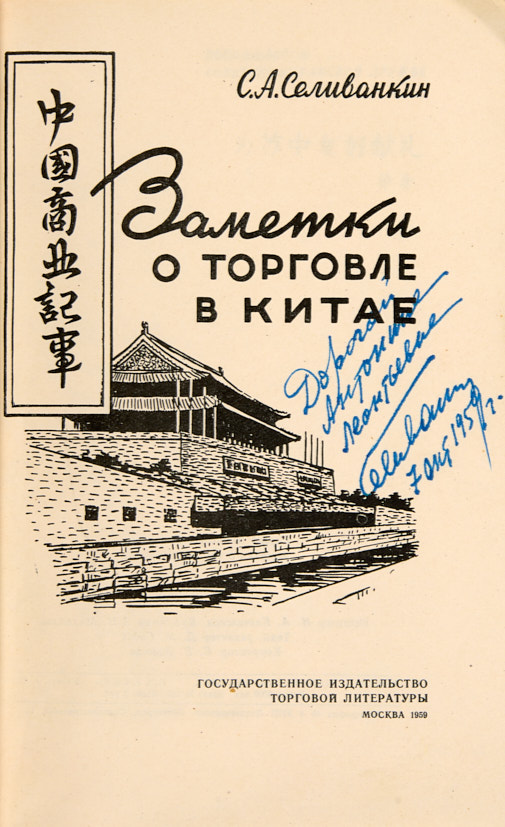 С.А.Селиванкин
中國商业記事
Заметки
О ТОРГОВЛЕ
В КИТАЕ
Дорогой
Антонине
Леонтьевне
7 окт 1959 г.
ГОСУДАРСТВЕННОЕ ИЗДАТЕЛЬСТВО
ТОРГОВОЙ ЛИТЕРАТУРЫ
МОСКВА 1959